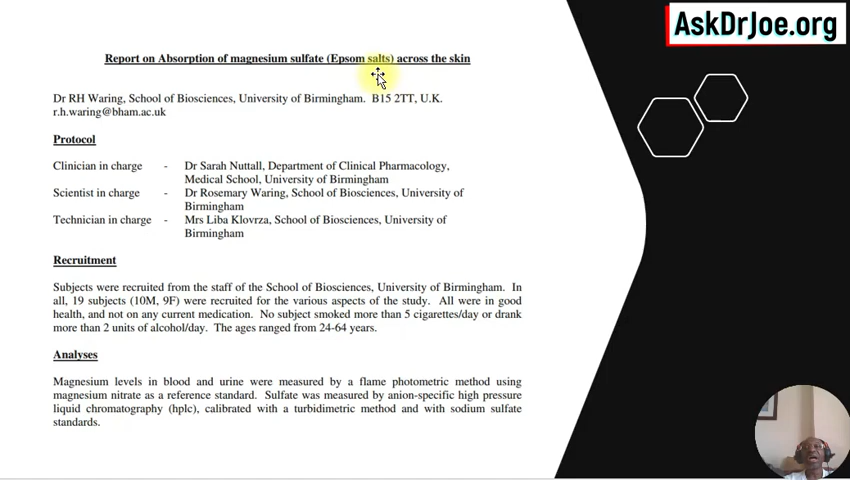 AskDrJoe.org
Report on Absorption of magnesium sulfate (Epsom salts) across the skin
Dr RH Waring, School of Biosciences, University of Birmingham. B15 2TT, U.K.
r.h.waring@bham.ac.uk
Protocol
Clinician in charge - Dr Sarah Nuttall, Department of Clinical Pharmacology,
Medical School, University of Birmingham
Scientist in charge - Dr Rosemary Waring, School of Biosciences, University of
Birmingham
Technician in charge - Mrs Liba Klovrza, School of Biosciences, University of
Birmingham
Recruitment
Subjects were recruited from the staff of the School of Biosciences, University of Birmingham. In
all, 19 subjects (10M, 9F) were recruited for the various aspects of the study. All were in good
health, and not on any current medication. No subject smoked more than 5 cigarettes/day or drank
more than 2 units of alcohol/day. The ages ranged from 24-64 years.
Analyses
Magnesium levels in blood and urine were measured by a flame photometric method using
magnesium nitrate as a reference standard. Sulfate was measured by anion-specific high pressure
liquid chromatography (hplc), calibrated with a turbidimetric method and with sodium sulfate
standards.